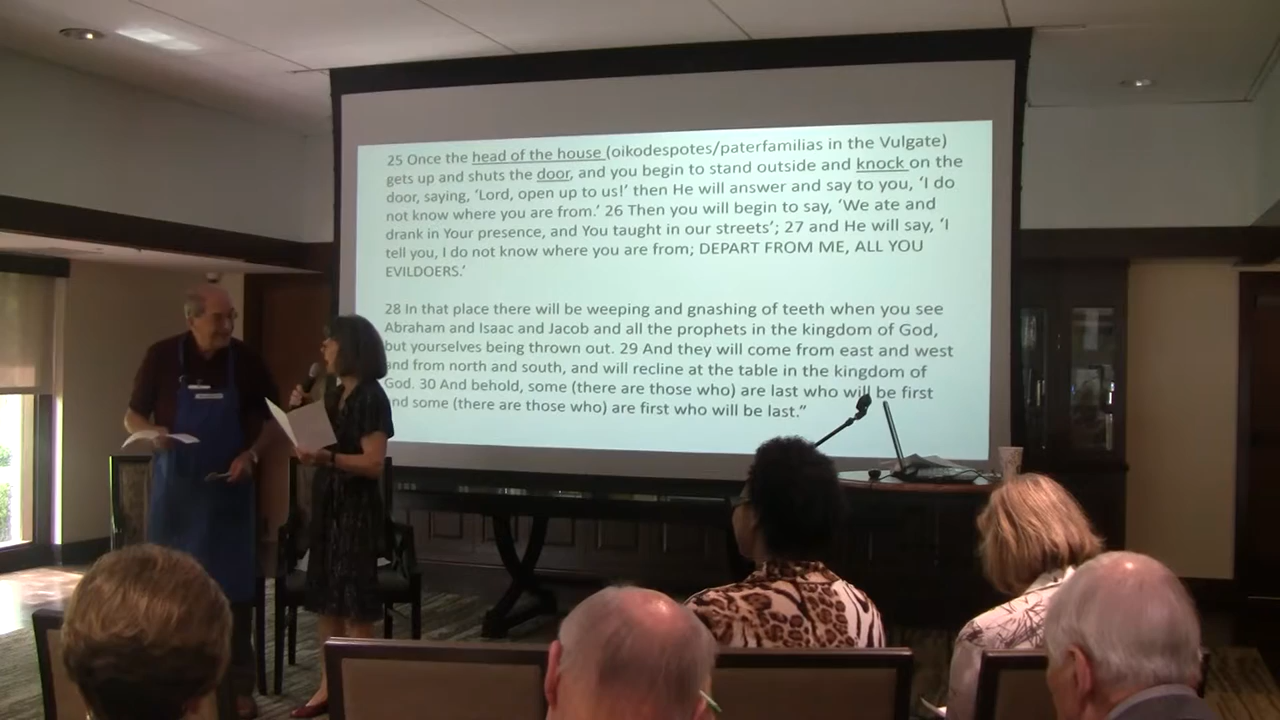 25 Once the head of the house (oikodespotes/paterfamilias in the Vulgate)
gets up and shuts the door, and you begin to stand outside and knock on the
door, saying, ‘Lord, open up to us!’ then He will answer and say to you, ‘I do
not know where you are from.’ 26 Then you will begin to say, ‘We ate and
drank in Your presence, and You taught in our streets’; 27 and He will say, ‘I
tell you, I do not know where you are from; DEPART FROM ME, ALL YOU
EVILDOERS.’
28 In that place there will be weeping and gnashing of teeth when you see
Abraham and Isaac and Jacob and all the prophets in the kingdom of God,
but yourselves being thrown out. 29 And they will come from east and west
and from north and south, and will recline at the table in the kingdom of
God. 30 And behold, some (there are those who) are last who will be first
and some (there are those who) are first who will be last.”